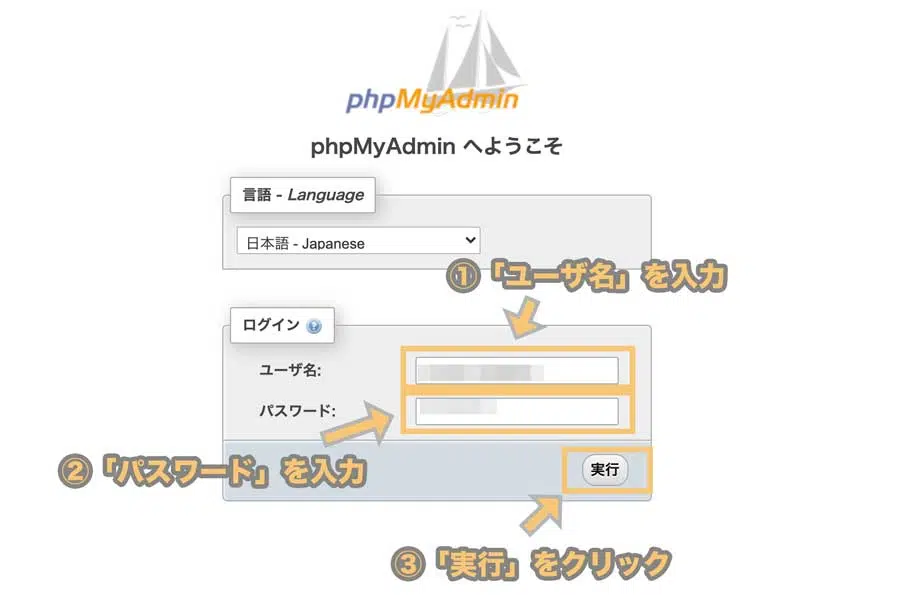 phpMyAdmin
phpMyAdmin へようこそ
言語 - Language
日本語 - Japanese
①「ユーザ名」を入力
ログイン
ユーザ名:
パスワード:
②「パスワード」を入力
実行
③「実行」をクリック